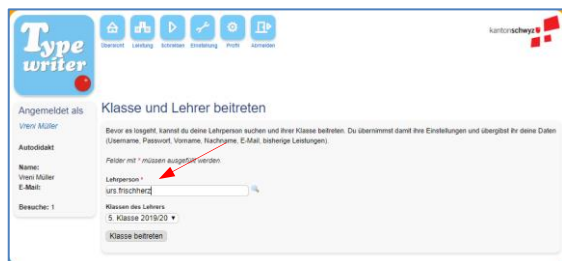 Type
writer
Übersicht Leistung Schreiben Einstellung Profil Abmelden
kantonschwyz
Angemeldet als
Vreni Müller
Autodidakt
Name:
Vreni Müller
E-Mail:
Besuche: 1
Klasse und Lehrer beitreten
Bevor es losgeht, kannst du deine Lehrperson suchen und ihrer Klasse beitreten. Du übernimmst damit ihre Einstellungen und übergibst ihr deine Daten
(Username, Passwort, Vorname, Nachname, E-Mail, bisherige Leistungen).
Felder mit * müssen ausgefüllt werden.
Lehrperson *
urs.frischherz
Klassen des Lehrers
5. Klasse 2019/20
Klasse beitreten